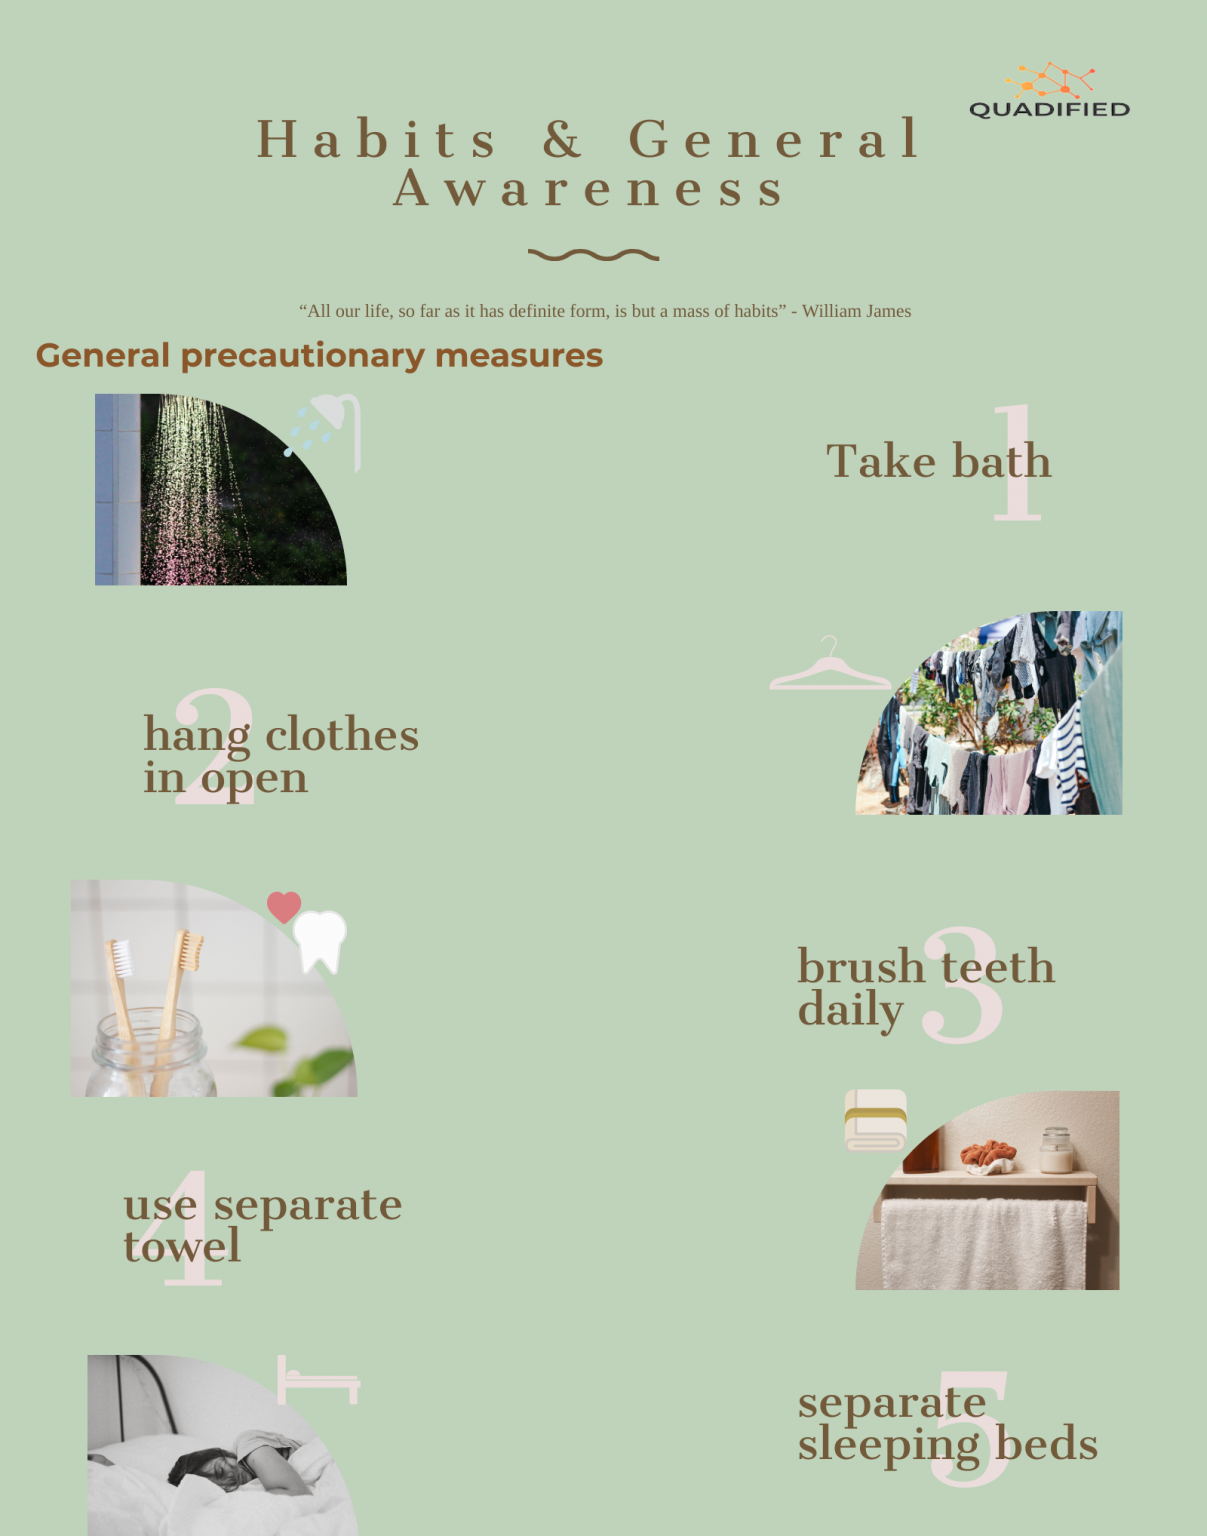 QUADIFIED
Habits & General
Awareness
“All our life, so far as it has definite form, is but a mass of habits” - William James
General precautionary measures
1
Take bath
2
hang clothes
in open
3
brush teeth
daily
4
use separate
towel
5
separate
sleeping beds